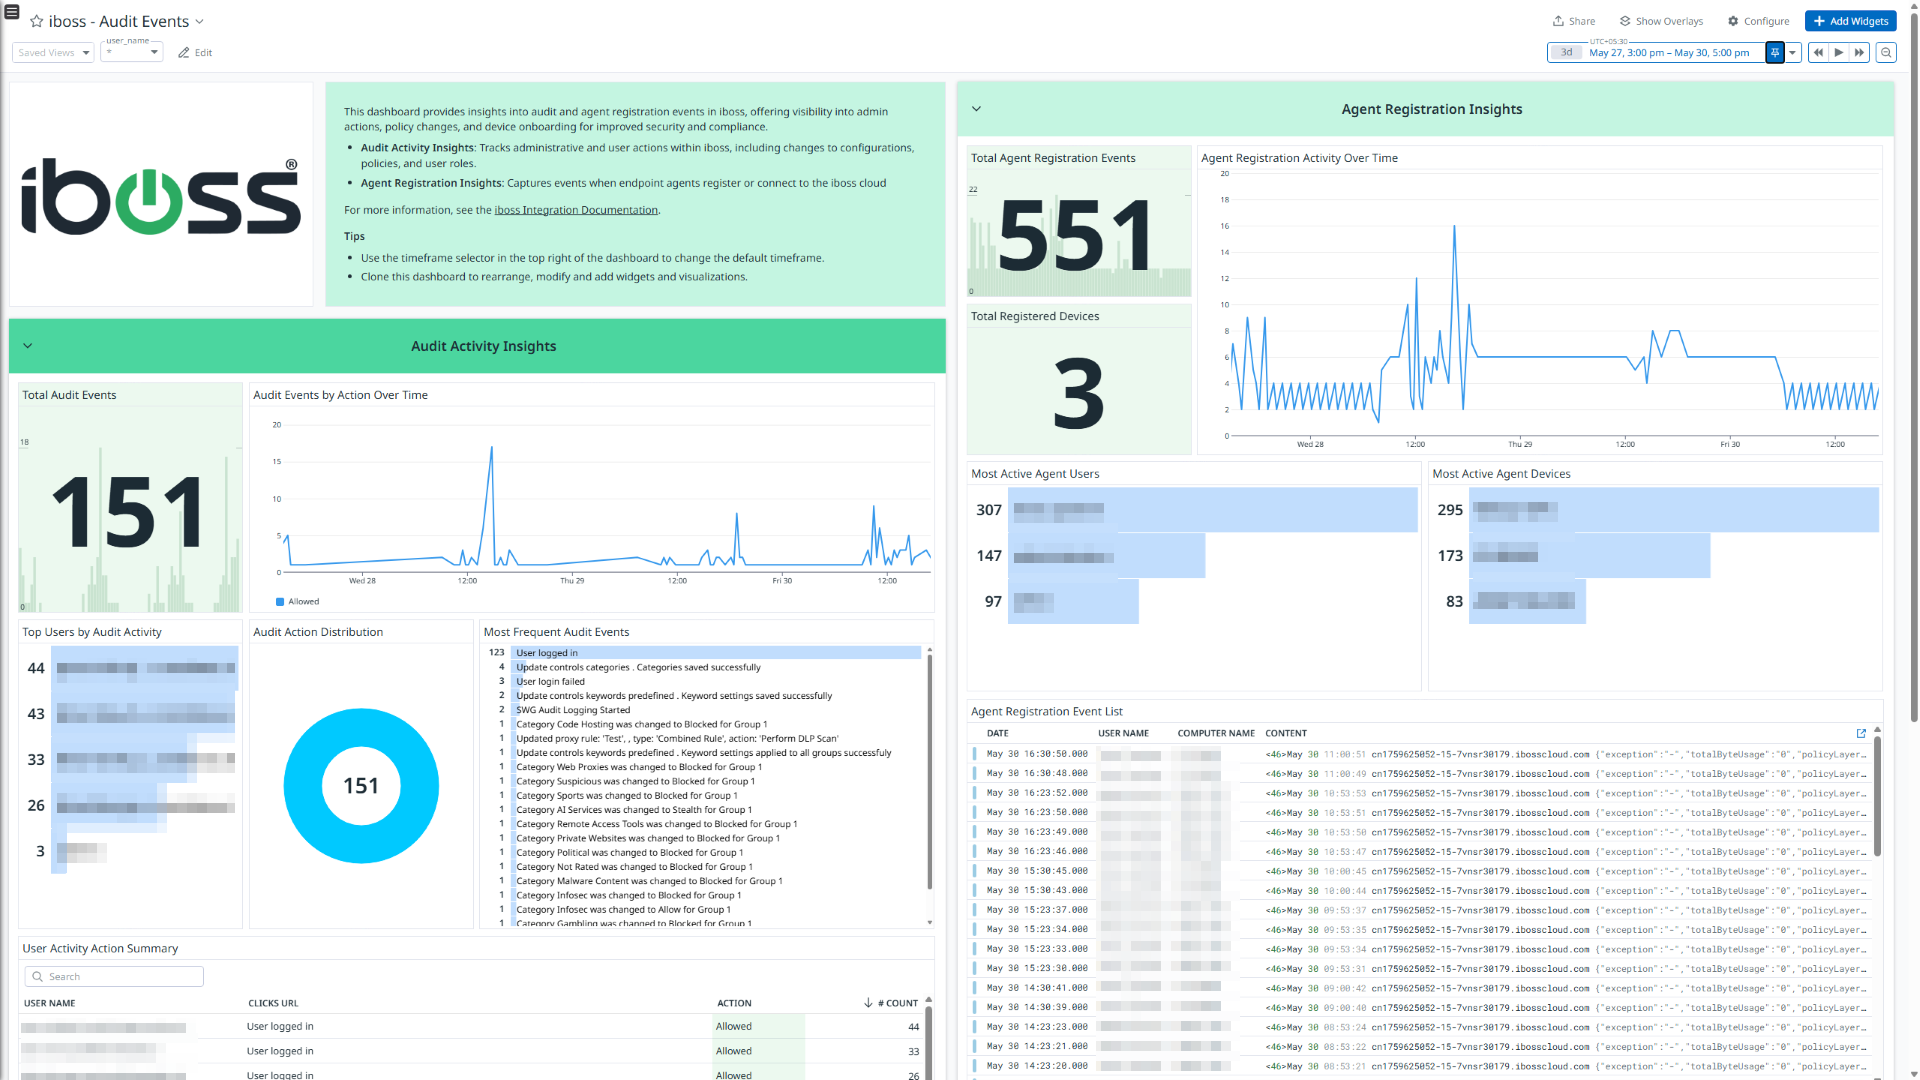 iboss - Audit Events
Share
Show Overlays
Configure
Add Widgets
Saved Views
user_name
*
Edit
UTC+05:30
3d
May 27, 3:00 pm – May 30, 5:00 pm
iboss®
This dashboard provides insights into audit and agent registration events in iboss, offering visibility into admin
actions, policy changes, and device onboarding for improved security and compliance.
• Audit Activity Insights: Tracks administrative and user actions within iboss, including changes to configurations,
policies, and user roles.
• Agent Registration Insights: Captures events when endpoint agents register or connect to the iboss cloud
For more information, see the iboss Integration Documentation.
Tips
• Use the timeframe selector in the top right of the dashboard to change the default timeframe.
• Clone this dashboard to rearrange, modify and add widgets and visualizations.
Audit Activity Insights
Total Audit Events
18
151
0
Audit Events by Action Over Time
20
15
10
5
0
Wed 28
12:00
Thu 29
12:00
Fri 30
12:00
Allowed
Top Users by Audit Activity
44
43
33
26
3
Audit Action Distribution
151
Most Frequent Audit Events
123 User logged in
4 Update controls categories . Categories saved successfully
3 User login failed
2 Update controls keywords predefined . Keyword settings saved successfully
2 SWG Audit Logging Started
1 Category Code Hosting was changed to Blocked for Group 1
1 Updated proxy rule: 'Test', , type: 'Combined Rule', action: 'Perform DLP Scan'
1 Update controls keywords predefined . Keyword settings applied to all groups successfuly
1 Category Web Proxies was changed to Blocked for Group 1
1 Category Suspicious was changed to Blocked for Group 1
1 Category Sports was changed to Blocked for Group 1
1 Category AI Services was changed to Stealth for Group 1
1 Category Remote Access Tools was changed to Blocked for Group 1
1 Category Private Websites was changed to Blocked for Group 1
1 Category Political was changed to Blocked for Group 1
1 Category Not Rated was changed to Blocked for Group 1
1 Category Malware Content was changed to Blocked for Group 1
1 Category Infosec was changed to Blocked for Group 1
1 Category Infosec was changed to Allow for Group 1
1 Category Gambling was changed to Blocked for Group 1
User Activity Action Summary
Search
USER NAME CLICKS URL ACTION # COUNT
User logged in Allowed 44
User logged in Allowed 33
User logged in Allowed 26
Agent Registration Insights
Total Agent Registration Events
22
551
0
Total Registered Devices
3
Agent Registration Activity Over Time
20
18
16
14
12
10
8
6
4
2
0
Wed 28
12:00
Thu 29
12:00
Fri 30
12:00
Most Active Agent Users
307
147
97
Most Active Agent Devices
295
173
83
Agent Registration Event List
DATE USER NAME COMPUTER NAME CONTENT
May 30 16:30:50.000 <46>May 30 11:00:51 cn1759625052-15-7vnsr30179.ibosscloud.com {"exception":"-","totalByteUsage":"0","policyLayer…
May 30 16:30:48.000 <46>May 30 11:00:49 cn1759625052-15-7vnsr30179.ibosscloud.com {"exception":"-","totalByteUsage":"0","policyLayer…
May 30 16:23:52.000 <46>May 30 10:53:53 cn1759625052-15-7vnsr30179.ibosscloud.com {"exception":"-","totalByteUsage":"0","policyLayer…
May 30 16:23:50.000 <46>May 30 10:53:51 cn1759625052-15-7vnsr30179.ibosscloud.com {"exception":"-","totalByteUsage":"0","policyLayer…
May 30 16:23:49.000 <46>May 30 10:53:50 cn1759625052-15-7vnsr30179.ibosscloud.com {"exception":"-","totalByteUsage":"0","policyLayer…
May 30 16:23:46.000 <46>May 30 10:53:47 cn1759625052-15-7vnsr30179.ibosscloud.com {"exception":"-","totalByteUsage":"0","policyLayer…
May 30 15:30:45.000 <46>May 30 10:00:45 cn1759625052-15-7vnsr30179.ibosscloud.com {"exception":"-","totalByteUsage":"0","policyLayer…
May 30 15:30:43.000 <46>May 30 10:00:44 cn1759625052-15-7vnsr30179.ibosscloud.com {"exception":"-","totalByteUsage":"0","policyLayer…
May 30 15:23:37.000 <46>May 30 09:53:37 cn1759625052-15-7vnsr30179.ibosscloud.com {"exception":"-","totalByteUsage":"0","policyLayer…
May 30 15:23:34.000 <46>May 30 09:53:35 cn1759625052-15-7vnsr30179.ibosscloud.com {"exception":"-","totalByteUsage":"0","policyLayer…
May 30 15:23:33.000 <46>May 30 09:53:34 cn1759625052-15-7vnsr30179.ibosscloud.com {"exception":"-","totalByteUsage":"0","policyLayer…
May 30 15:23:30.000 <46>May 30 09:53:31 cn1759625052-15-7vnsr30179.ibosscloud.com {"exception":"-","totalByteUsage":"0","policyLayer…
May 30 14:30:41.000 <46>May 30 09:00:42 cn1759625052-15-7vnsr30179.ibosscloud.com {"exception":"-","totalByteUsage":"0","policyLayer…
May 30 14:30:39.000 <46>May 30 09:00:40 cn1759625052-15-7vnsr30179.ibosscloud.com {"exception":"-","totalByteUsage":"0","policyLayer…
May 30 14:23:23.000 <46>May 30 08:53:24 cn1759625052-15-7vnsr30179.ibosscloud.com {"exception":"-","totalByteUsage":"0","policyLayer…
May 30 14:23:21.000 <46>May 30 08:53:22 cn1759625052-15-7vnsr30179.ibosscloud.com {"exception":"-","totalByteUsage":"0","policyLayer…
May 30 14:23:20.000 <46>May 30 08:53:21 cn1759625052-15-7vnsr30179.ibosscloud.com {"exception":"-","totalByteUsage":"0","policyLayer…